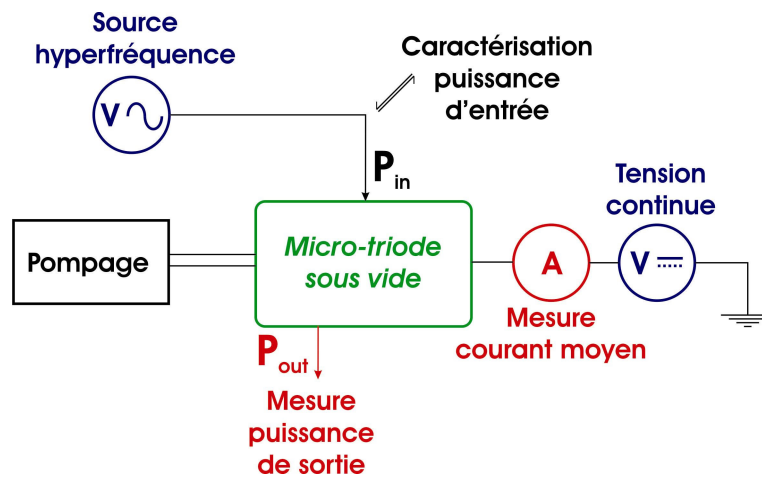 Source
hyperfréquence
V
Caractérisation
puissance
d'entrée
P in
Tension
continue
Pompage
Micro-triode
sous vide
A
V
Mesure
courant moyen
P out
Mesure
puissance
de sortie